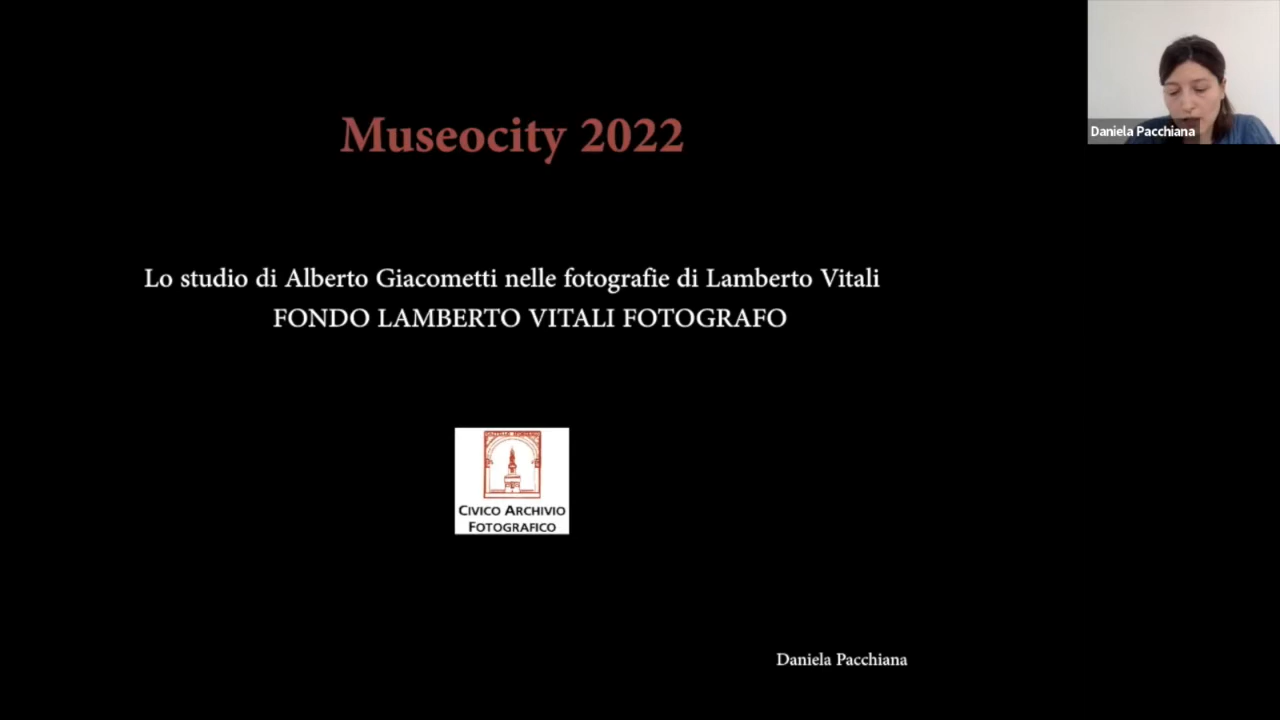 Museocity 2022
Daniela Pacchiana
Lo studio di Alberto Giacometti nelle fotografie di Lamberto Vitali
FONDO LAMBERTO VITALI FOTOGRAFO
CIVICO ARCHIVIO
FOTOGRAFICO
Daniela Pacchiana